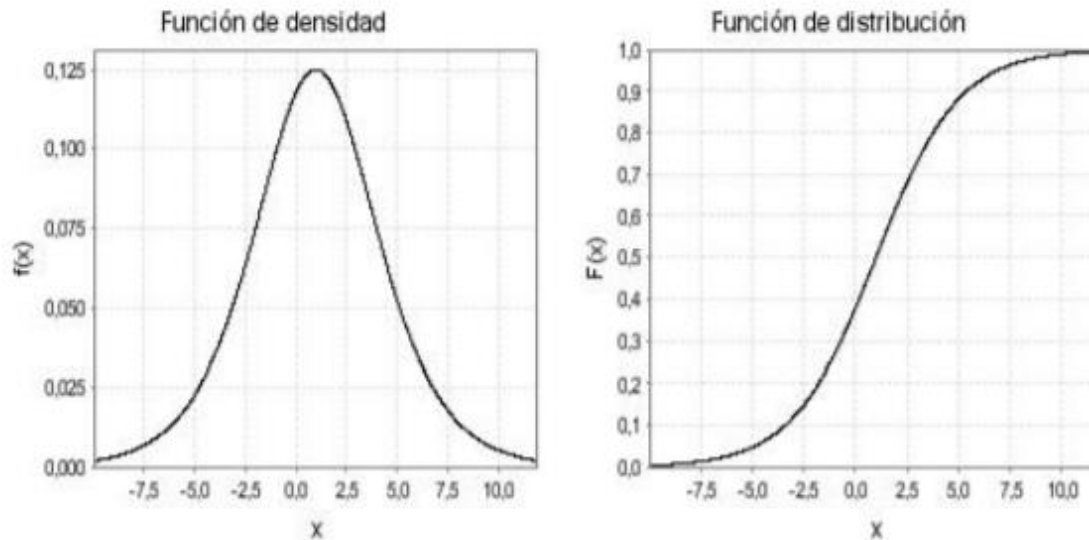 Función de densidad
0,125
0,100
0,075
0,050
0,025
0,000
f(x)
-7,5 -5,0 -2,5 0,0 2,5 5,0 7,5 10,0
X
Función de distribución
1,0
0,9
0,8
0,7
0,6
0,5
0,4
0,3
0,2
0,1
0,0
F(x)
-7,5 -5,0 -2,5 0,0 2,5 5,0 7,5 10,0
X